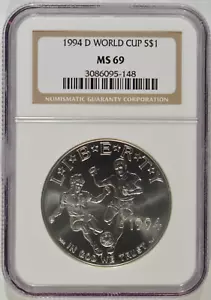 1994 D WORLD CUP S$1
MS 69
3086095-148
NUMISMATIC GUARANTY CORPORATION
LIBERTY
1994
IN GOD WE TRUST